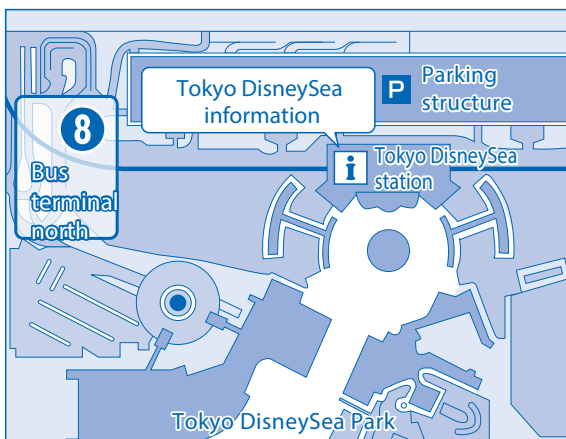 Tokyo DisneySea
information
P
Parking
structure
8
Bus
terminal
north
i
Tokyo DisneySea
station
Tokyo DisneySea Park